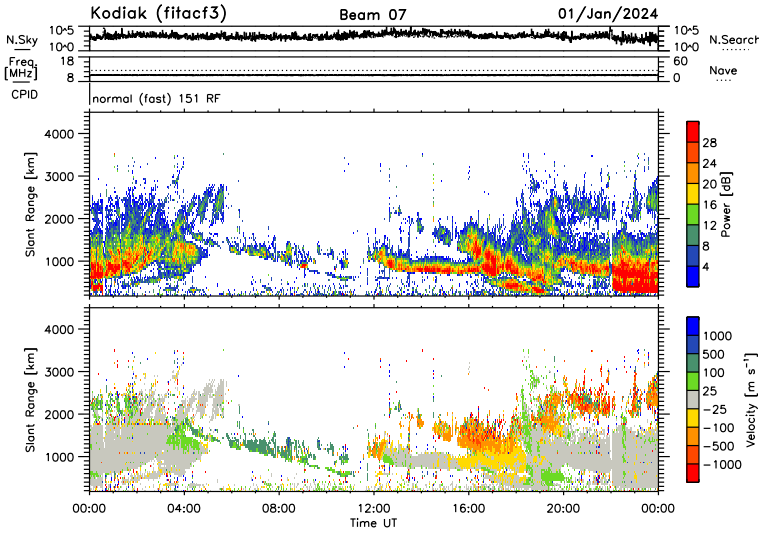 Kodiak (fitacf3) Beam 07 01/Jan/2024
N.Sky 10^5 10^0 10^5 10^0 N.Search
Freq. [MHz] 18 8 60 0 Nave
CPID normal (fast) 151 RF
Slant Range [km] 4000 3000 2000 1000
Power [dB] 28 24 20 16 12 8 4
Slant Range [km] 4000 3000 2000 1000
Velocity [m s⁻¹] 1000 500 100 25 −25 −100 −500 −1000
00:00 04:00 08:00 12:00 16:00 20:00 00:00
Time UT